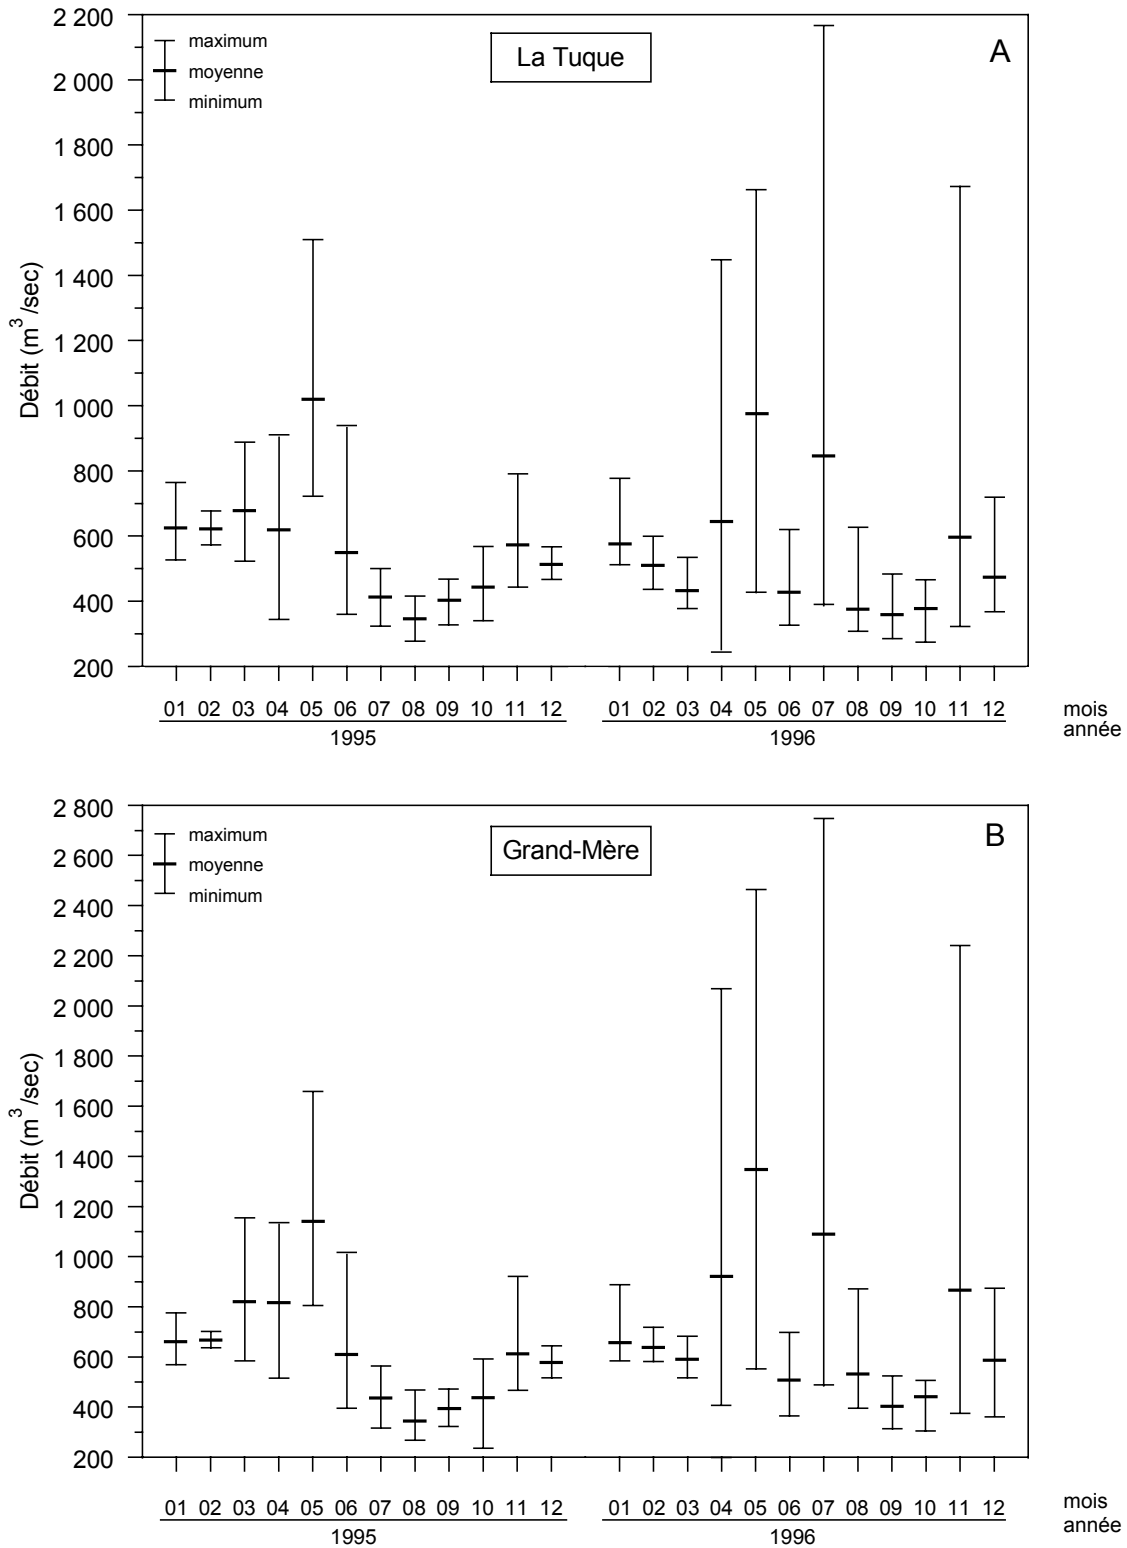 2 200
2 000
1 800
1 600
1 400
1 200
1 000
800
600
400
200
Débit (m³/sec)
maximum
moyenne
minimum
La Tuque
A
01 02 03 04 05 06 07 08 09 10 11 12 01 02 03 04 05 06 07 08 09 10 11 12 mois
1995 1996 année
2 800
2 600
2 400
2 200
2 000
1 800
1 600
1 400
1 200
1 000
800
600
400
200
Débit (m³/sec)
maximum
moyenne
minimum
Grand-Mère
B
01 02 03 04 05 06 07 08 09 10 11 12 01 02 03 04 05 06 07 08 09 10 11 12 mois
1995 1996 année